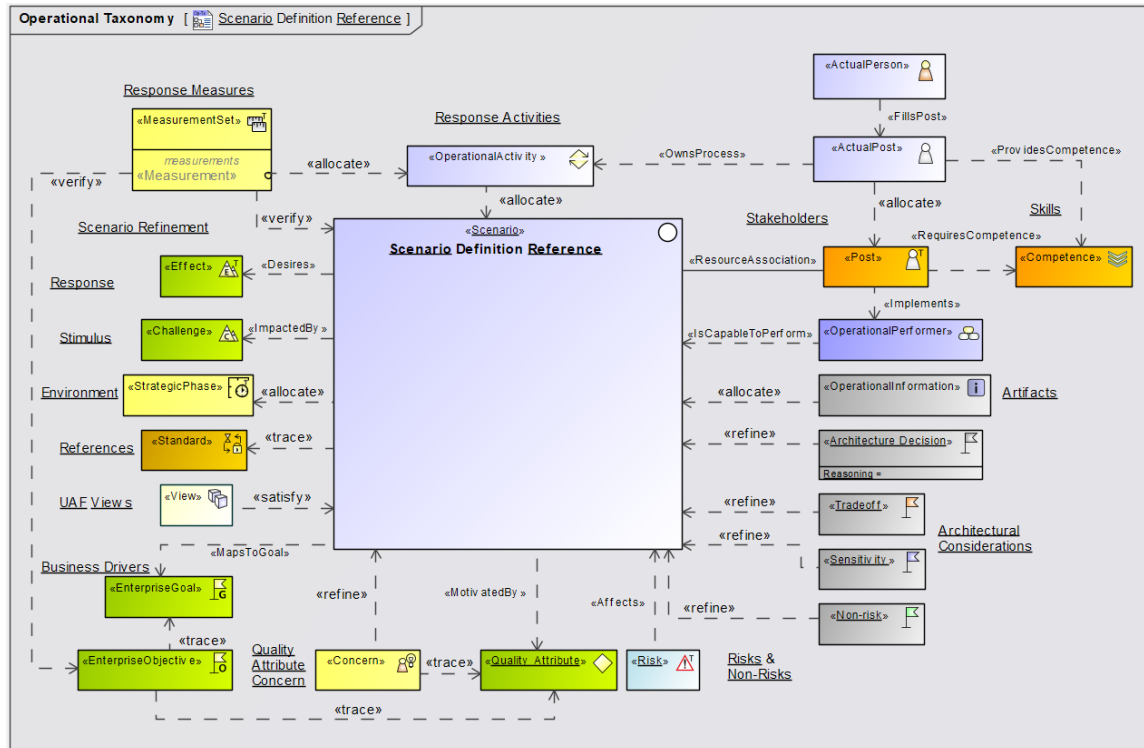 Operational Taxonomy [ Scenario Definition Reference ]
«ActualPerson»
Response Measures
«MeasurementSet»
measurements
«Measurement»
«FillsPost»
Response Activities
«OperationalActivity »
«allocate»
«OwnsProcess»
«ActualPost»
«ProvidesCompetence»
«verify»
«allocate»
«allocate»
«verify»
Scenario Refinement
Stakeholders
Skills
«Scenario»
Scenario Definition Reference
«RequiresCompetence»
«Effect»
«Desires»
«ResourceAssociation»
«Post»
«Competence»
Response
«Implements»
Stimulus
«Challenge»
«ImpactedBy»
«IsCapableToPerform»
«OperationalPerformer»
Environment
«StrategicPhase»
«allocate»
«allocate»
«OperationalInformation»
Artifacts
References
«Standard»
«trace»
«refine»
«Architecture Decision»
Reasoning =
UAF Views
«View»
«satisfy»
«refine»
«Tradeoff»
Architectural
Considerations
«refine»
«Sensitivity»
«MapsToGoal»
Business Drivers
«EnterpriseGoal»
«refine»
«MotivatedBy»
«Affects»
«refine»
«Non-risk»
«trace»
«EnterpriseObjective»
Quality
Attribute
Concern
«Concern»
«trace»
«Quality Attribute»
«Risk»
Risks &
Non-Risks
«trace»